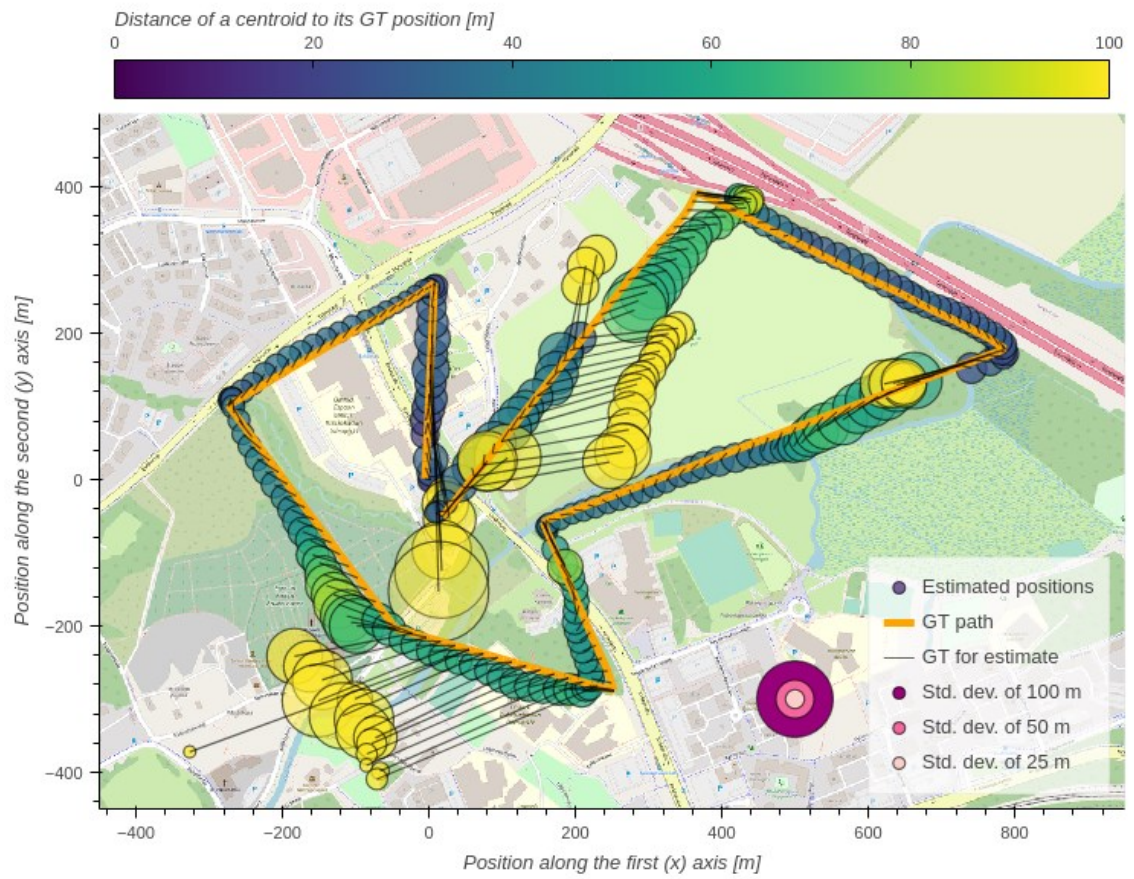 Distance of a centroid to its GT position [m]
0 20 40 60 80 100
Position along the second (y) axis [m]
400
200
0
−200
−400
Estimated positions
GT path
GT for estimate
Std. dev. of 100 m
Std. dev. of 50 m
Std. dev. of 25 m
−400 −200 0 200 400 600 800
Position along the first (x) axis [m]